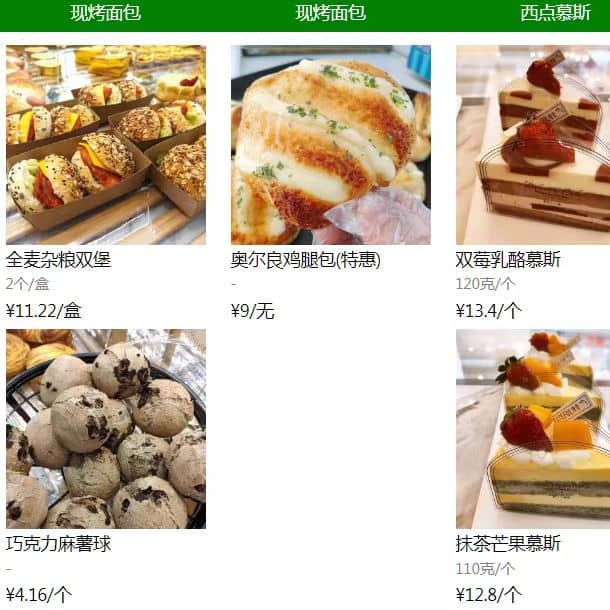 现烤面包
现烤面包
西点慕斯
全麦杂粮双堡
2个/盒
¥11.22/盒
奥尔良鸡腿包(特惠)
-
¥9/无
双莓乳酪慕斯
120克/个
¥13.4/个
巧克力麻薯球
-
¥4.16/个
抹茶芒果慕斯
110克/个
¥12.8/个